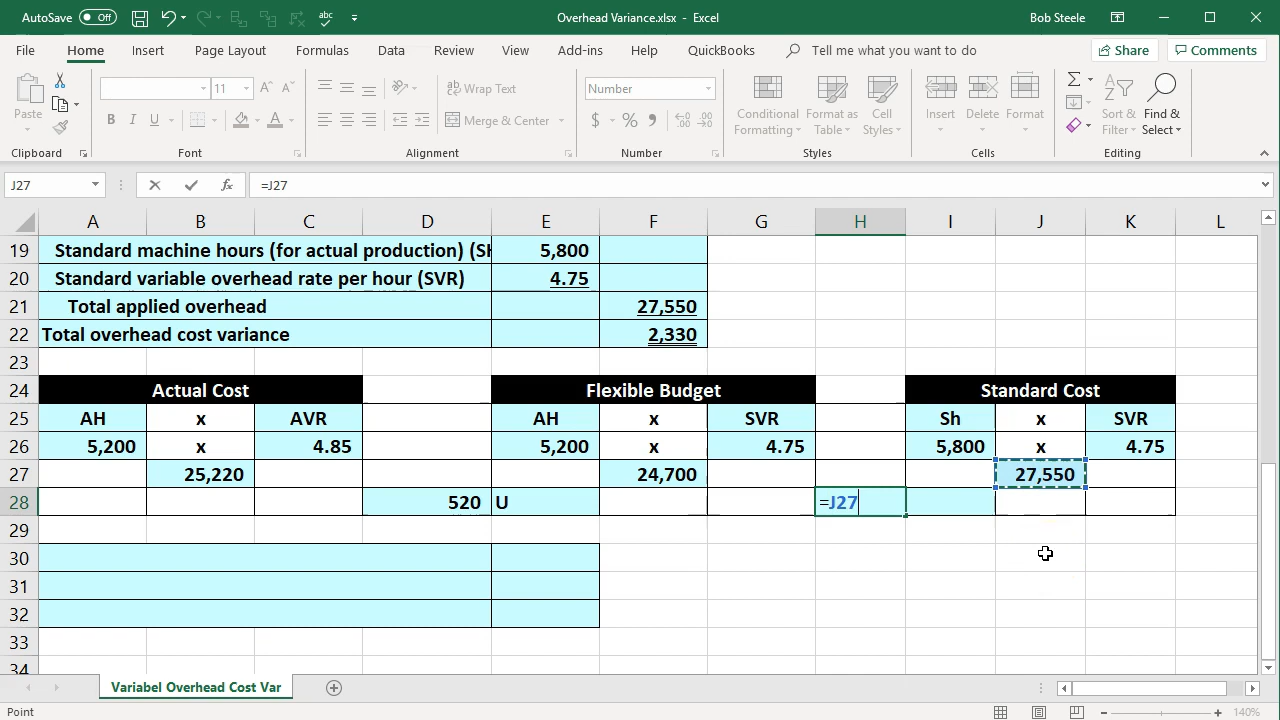 AutoSave Off Overhead Variance.xlsx - Excel Bob Steele
File Home Insert Page Layout Formulas Data Review View Add-ins Help QuickBooks Tell me what you want to do Share Comments
Paste 11 Wrap Text Number Conditional Formatting Format as Table Cell Styles Insert Delete Format Sort & Filter Find & Select
B I U Merge & Center $ %
Clipboard Font Alignment Number Styles Cells Editing
J27 fx =J27
A B C D E F G H I J K L
19 Standard machine hours (for actual production) (SH 5,800
20 Standard variable overhead rate per hour (SVR) 4.75
21 Total applied overhead 27,550
22 Total overhead cost variance 2,330
23
24 Actual Cost Flexible Budget Standard Cost
25 AH x AVR AH x SVR Sh x SVR
26 5,200 x 4.85 5,200 x 4.75 5,800 x 4.75
27 25,220 24,700 27,550
28 520 U =J27
29
30
31
32
33
34
Variabel Overhead Cost Var
Point 140%